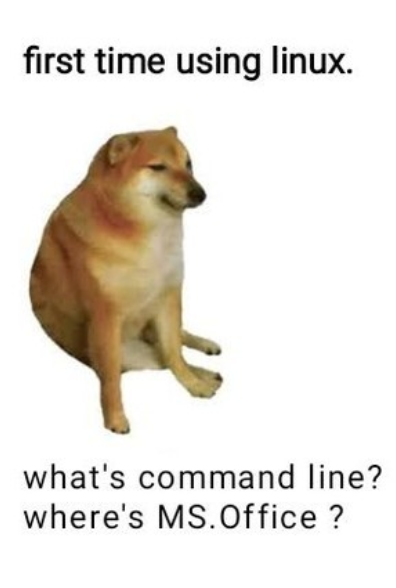 first time using linux.
what's command line?
where's MS.Office ?